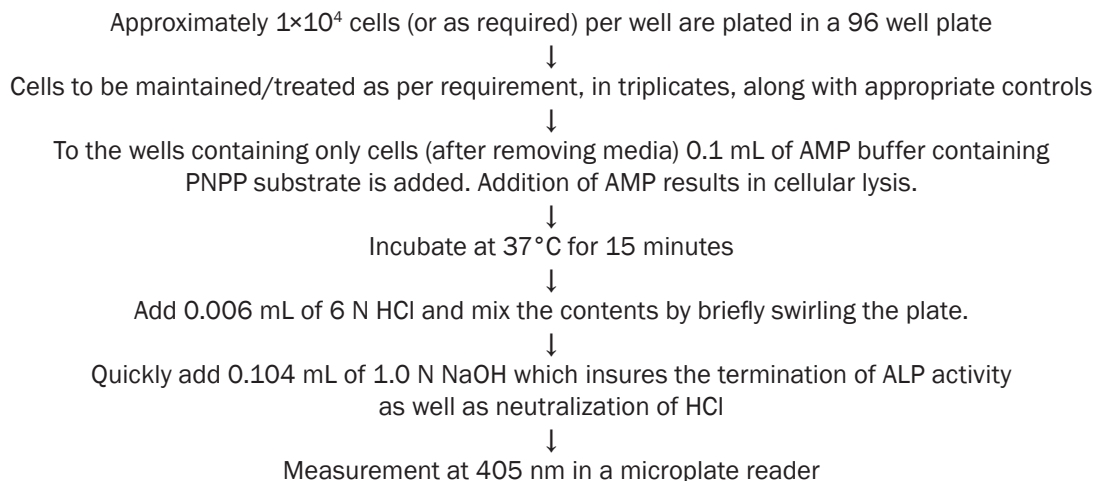 Approximately 1×10⁴ cells (or as required) per well are plated in a 96 well plate
↓
Cells to be maintained/treated as per requirement, in triplicates, along with appropriate controls
↓
To the wells containing only cells (after removing media) 0.1 mL of AMP buffer containing
PNPP substrate is added. Addition of AMP results in cellular lysis.
↓
Incubate at 37°C for 15 minutes
↓
Add 0.006 mL of 6 N HCl and mix the contents by briefly swirling the plate.
↓
Quickly add 0.104 mL of 1.0 N NaOH which insures the termination of ALP activity
as well as neutralization of HCl
↓
Measurement at 405 nm in a microplate reader